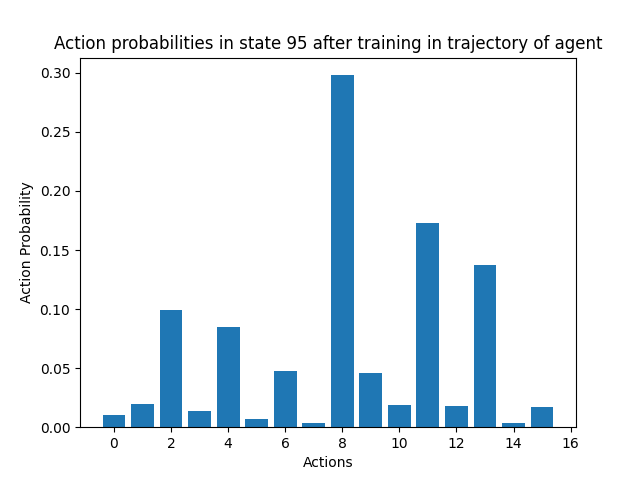 Action probabilities in state 95 after training in trajectory of agent
0.30
0.25
0.20
0.15
0.10
0.05
0.00
Action Probability
0 2 4 6 8 10 12 14 16
Actions